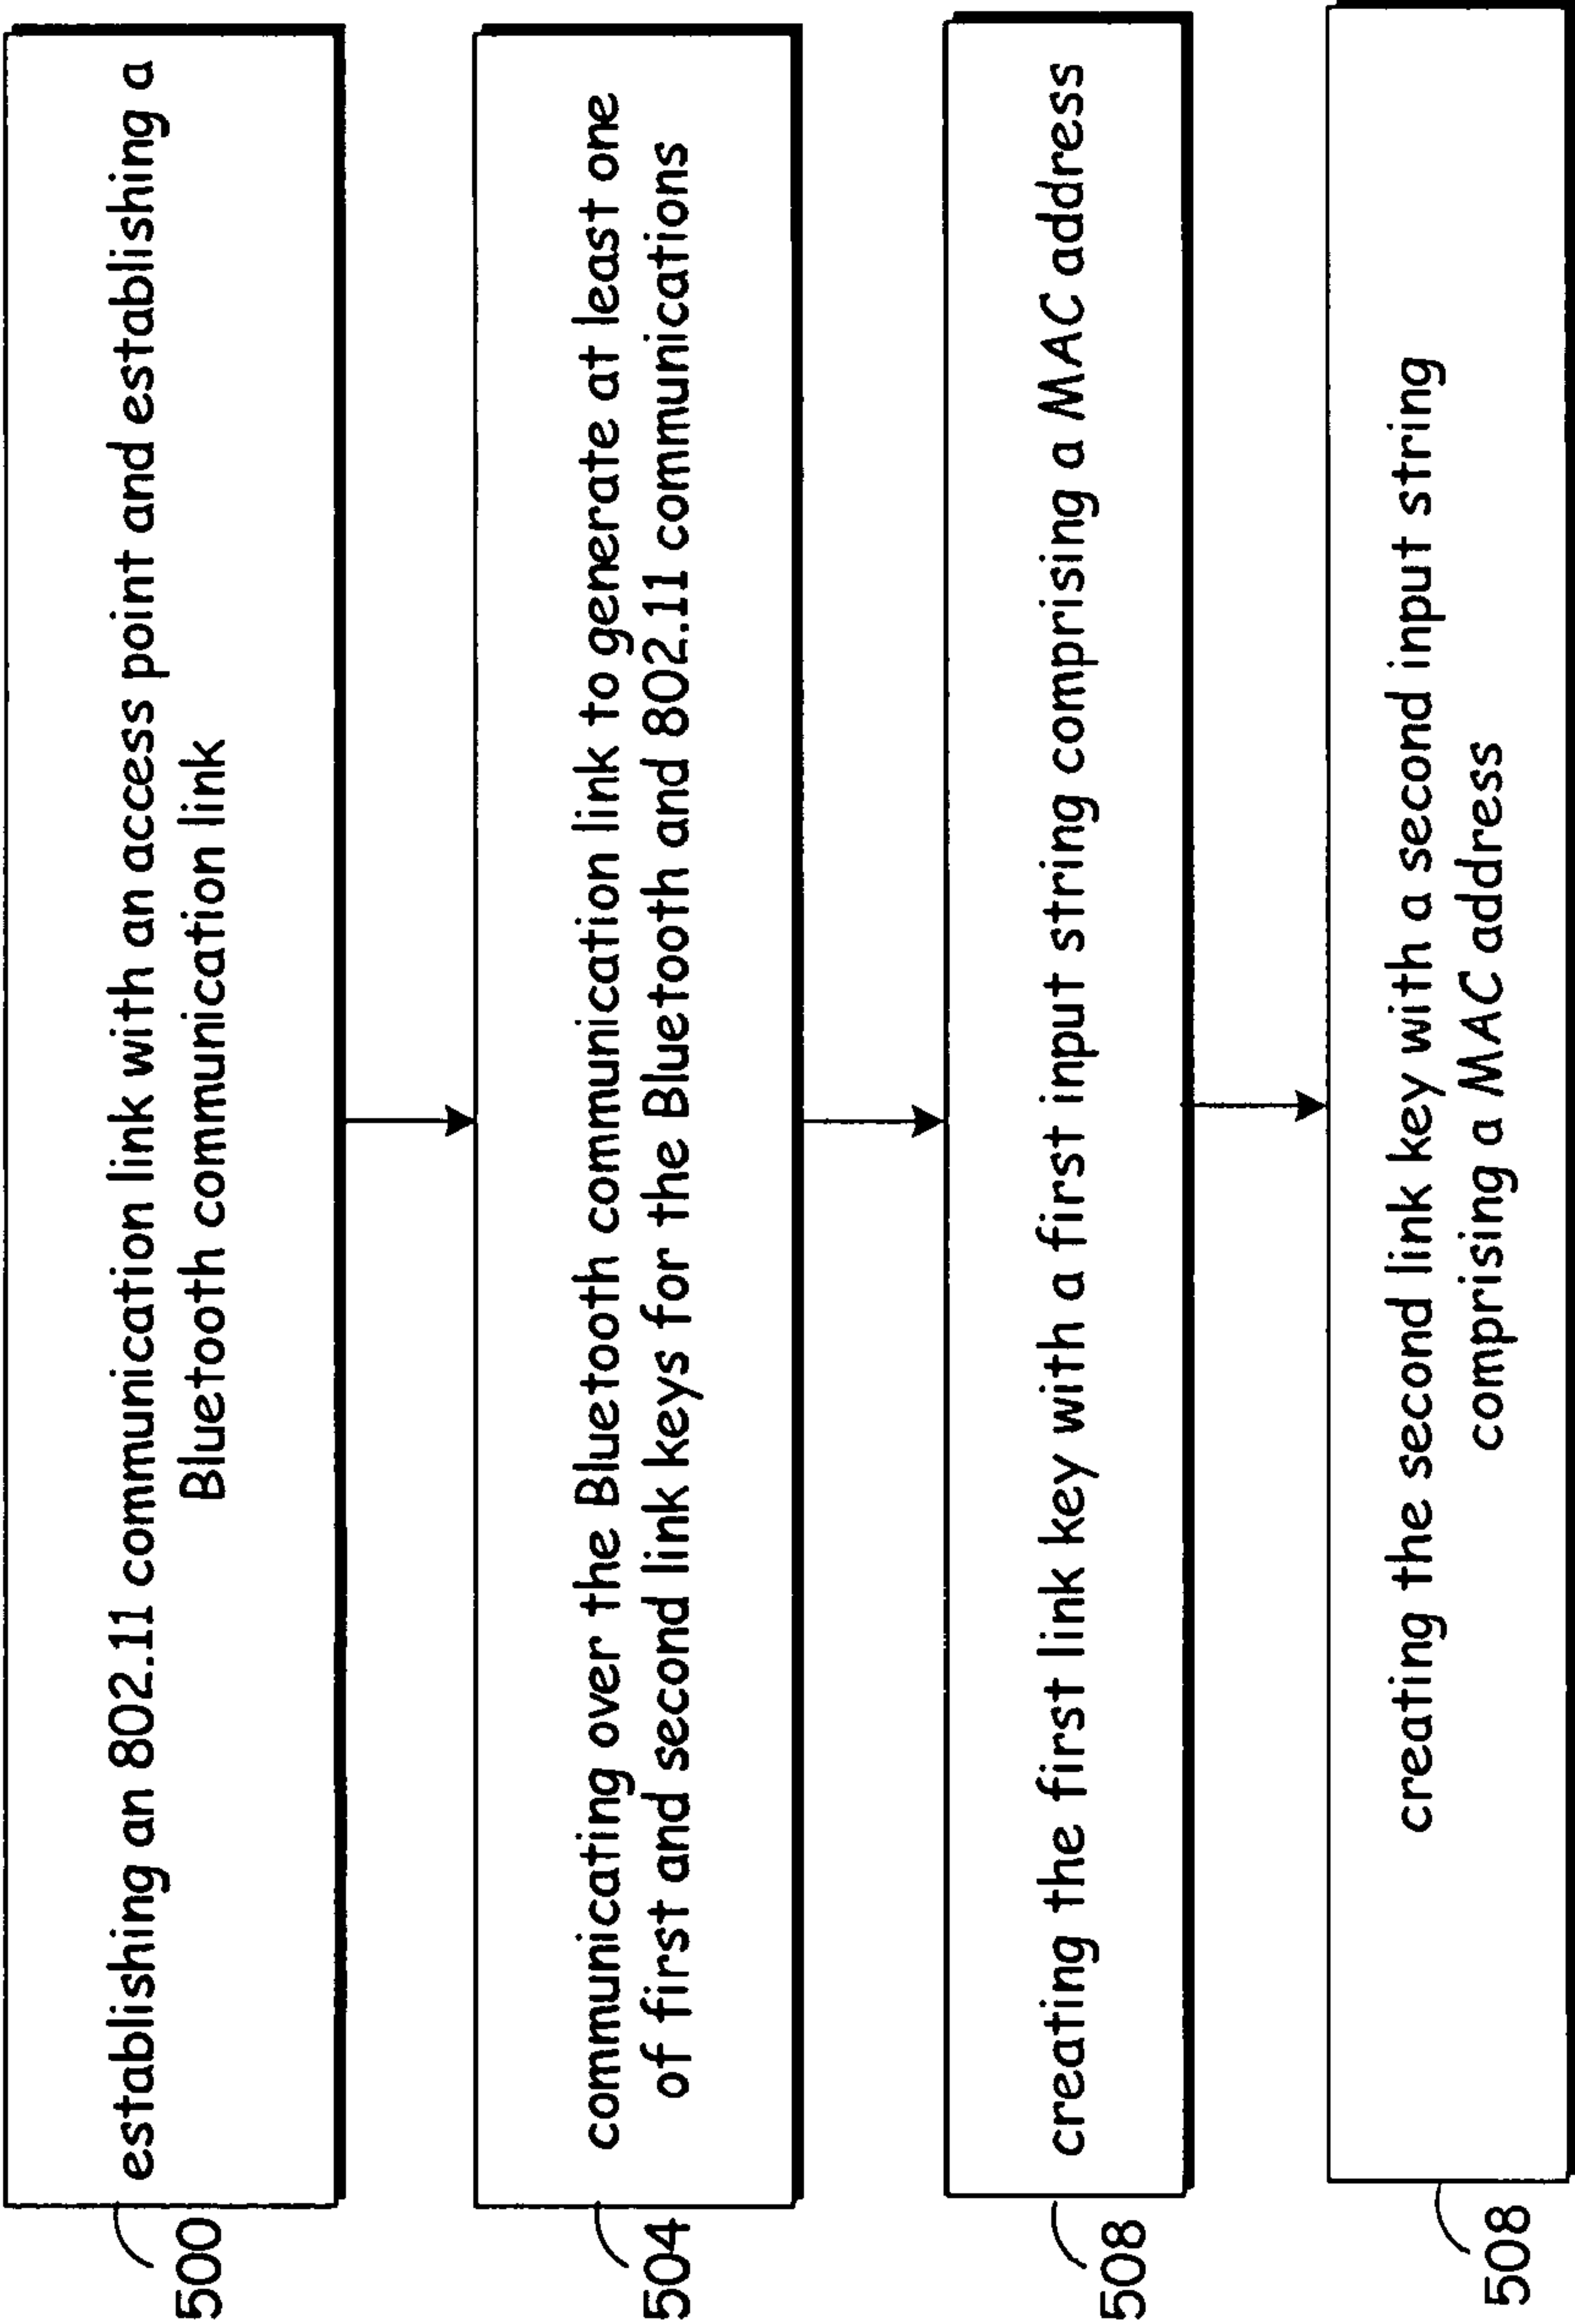 establishing an 802.11 communication link with an access point and establishing a
Bluetooth communication link
500
communicating over the Bluetooth communication link to generate at least one
of first and second link keys for the Bluetooth and 802.11 communications
504
creating the first link key with a first input string comprising a MAC address
508
creating the second link key with a second input string
comprising a MAC address
508